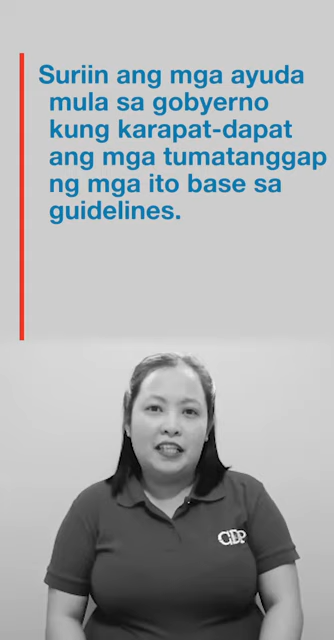 Suriin ang mga ayuda
mula sa gobyerno
kung karapat-dapat
ang mga tumatanggap
ng mga ito base sa
guidelines.